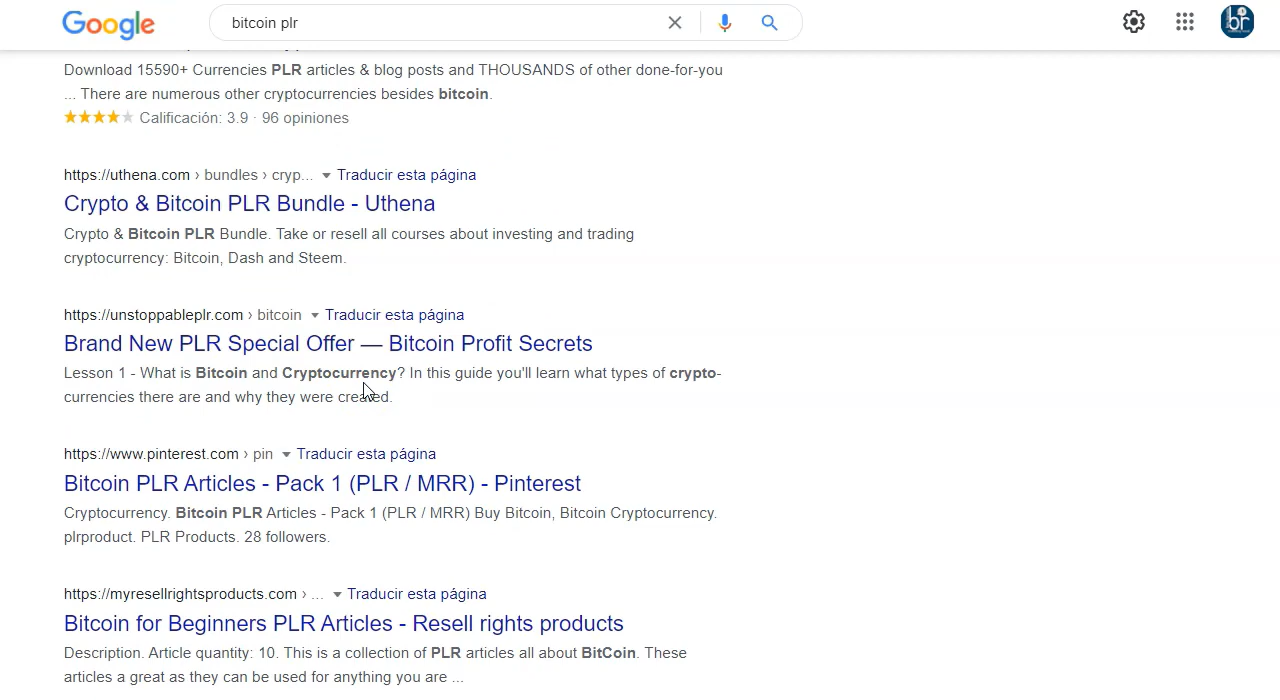 Google
bitcoin plr
br
Download 15590+ Currencies PLR articles & blog posts and THOUSANDS of other done-for-you
... There are numerous other cryptocurrencies besides bitcoin.
Calificación: 3.9 · 96 opiniones
https://uthena.com › bundles › cryp... Traducir esta página
Crypto & Bitcoin PLR Bundle - Uthena
Crypto & Bitcoin PLR Bundle. Take or resell all courses about investing and trading
cryptocurrency: Bitcoin, Dash and Steem.
https://unstoppableplr.com › bitcoin Traducir esta página
Brand New PLR Special Offer — Bitcoin Profit Secrets
Lesson 1 - What is Bitcoin and Cryptocurrency? In this guide you'll learn what types of crypto-
currencies there are and why they were created.
https://www.pinterest.com › pin Traducir esta página
Bitcoin PLR Articles - Pack 1 (PLR / MRR) - Pinterest
Cryptocurrency. Bitcoin PLR Articles - Pack 1 (PLR / MRR) Buy Bitcoin, Bitcoin Cryptocurrency.
plrproduct. PLR Products. 28 followers.
https://myresellrightsproducts.com › ... Traducir esta página
Bitcoin for Beginners PLR Articles - Resell rights products
Description. Article quantity: 10. This is a collection of PLR articles all about BitCoin. These
articles a great as they can be used for anything you are ...